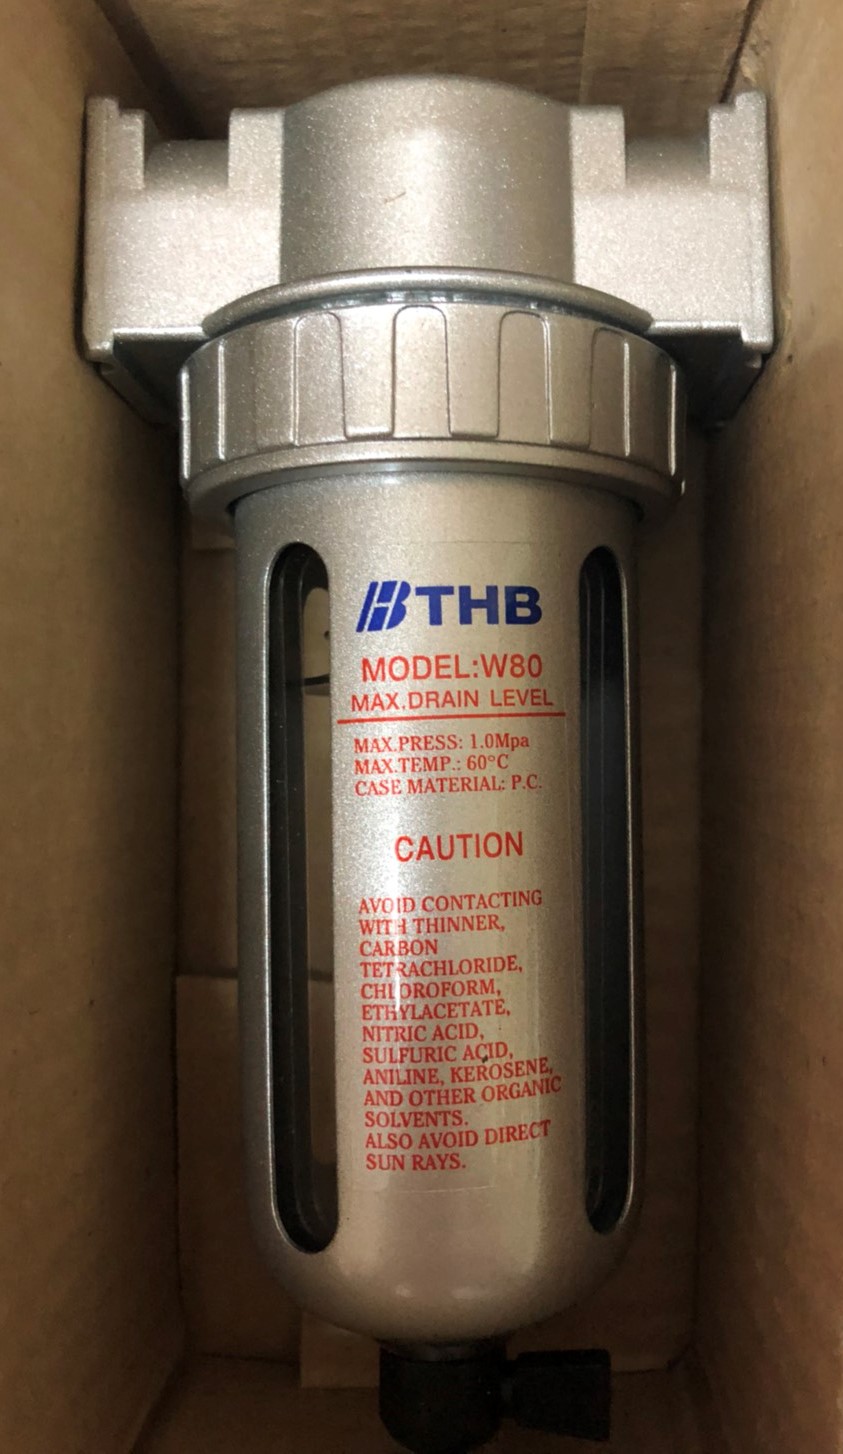 THB
MODEL:W80
MAX.DRAIN LEVEL
MAX.PRESS: 1.0Mpa
MAX.TEMP.: 60°C
CASE MATERIAL: P.C.
CAUTION
AVOID CONTACTING
WITH THINNER,
CARBON
TETRACHLORIDE,
CHLOROFORM,
ETHYLACETATE,
NITRIC ACID,
SULFURIC ACID,
ANILINE, KEROSENE,
AND OTHER ORGANIC
SOLVENTS.
ALSO AVOID DIRECT
SUN RAYS.